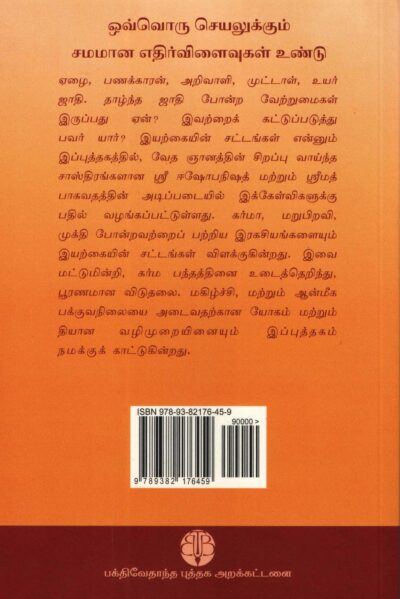 ஒவ்வொரு செயலுக்கும்
சமமான எதிர்விளைவுகள் உண்டு
ஏழை, பணக்காரன், அறிவாளி, முட்டாள், உயர்
ஜாதி. தாழ்ந்த ஜாதி போன்ற வேற்றுமைகள்
இருப்பது ஏன்? இவற்றைக் கட்டுப்படுத்து
பவர் யார்? இயற்கையின் சட்டங்கள் என்னும்
இப்புத்தகத்தில், வேத ஞானத்தின் சிறப்பு வாய்ந்த
சாஸ்திரங்களான ஸ்ரீ ஈஷோபநிஷத் மற்றும் ஸ்ரீமத்
பாகவதத்தின் அடிப்படையில் இக்கேள்விகளுக்கு
பதில் வழங்கப்பட்டுள்ளது. கர்மா, மறுபிறவி,
முக்தி போன்றவற்றைப் பற்றிய இரகசியங்களையும்
இயற்கையின் சட்டங்கள் விளக்குகின்றது. இவை
மட்டுமின்றி, கர்ம பந்தத்தினை உடைத்தெறிந்து,
பூரணமான விடுதலை. மகிழ்ச்சி, மற்றும் ஆன்மீக
பக்குவநிலையை அடைவதற்கான யோகம் மற்றும்
தியான வழிமுறையினையும் இப்புத்தகம்
நமக்குக் காட்டுகின்றது.
ISBN 978-93-82176-45-9
90000 >
9 789382 176459
BBT
பக்திவேதாந்த புத்தக அறக்கட்டளை